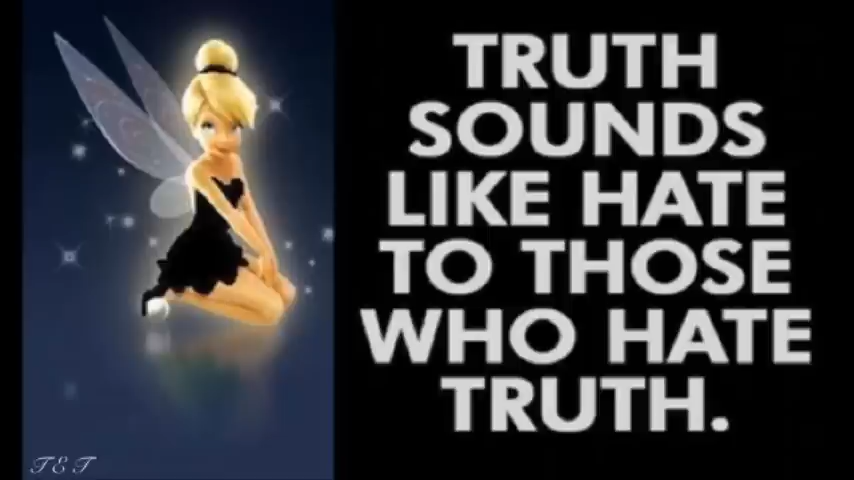 TRUTH
SOUNDS
LIKE HATE
TO THOSE
WHO HATE
TRUTH.
T&T